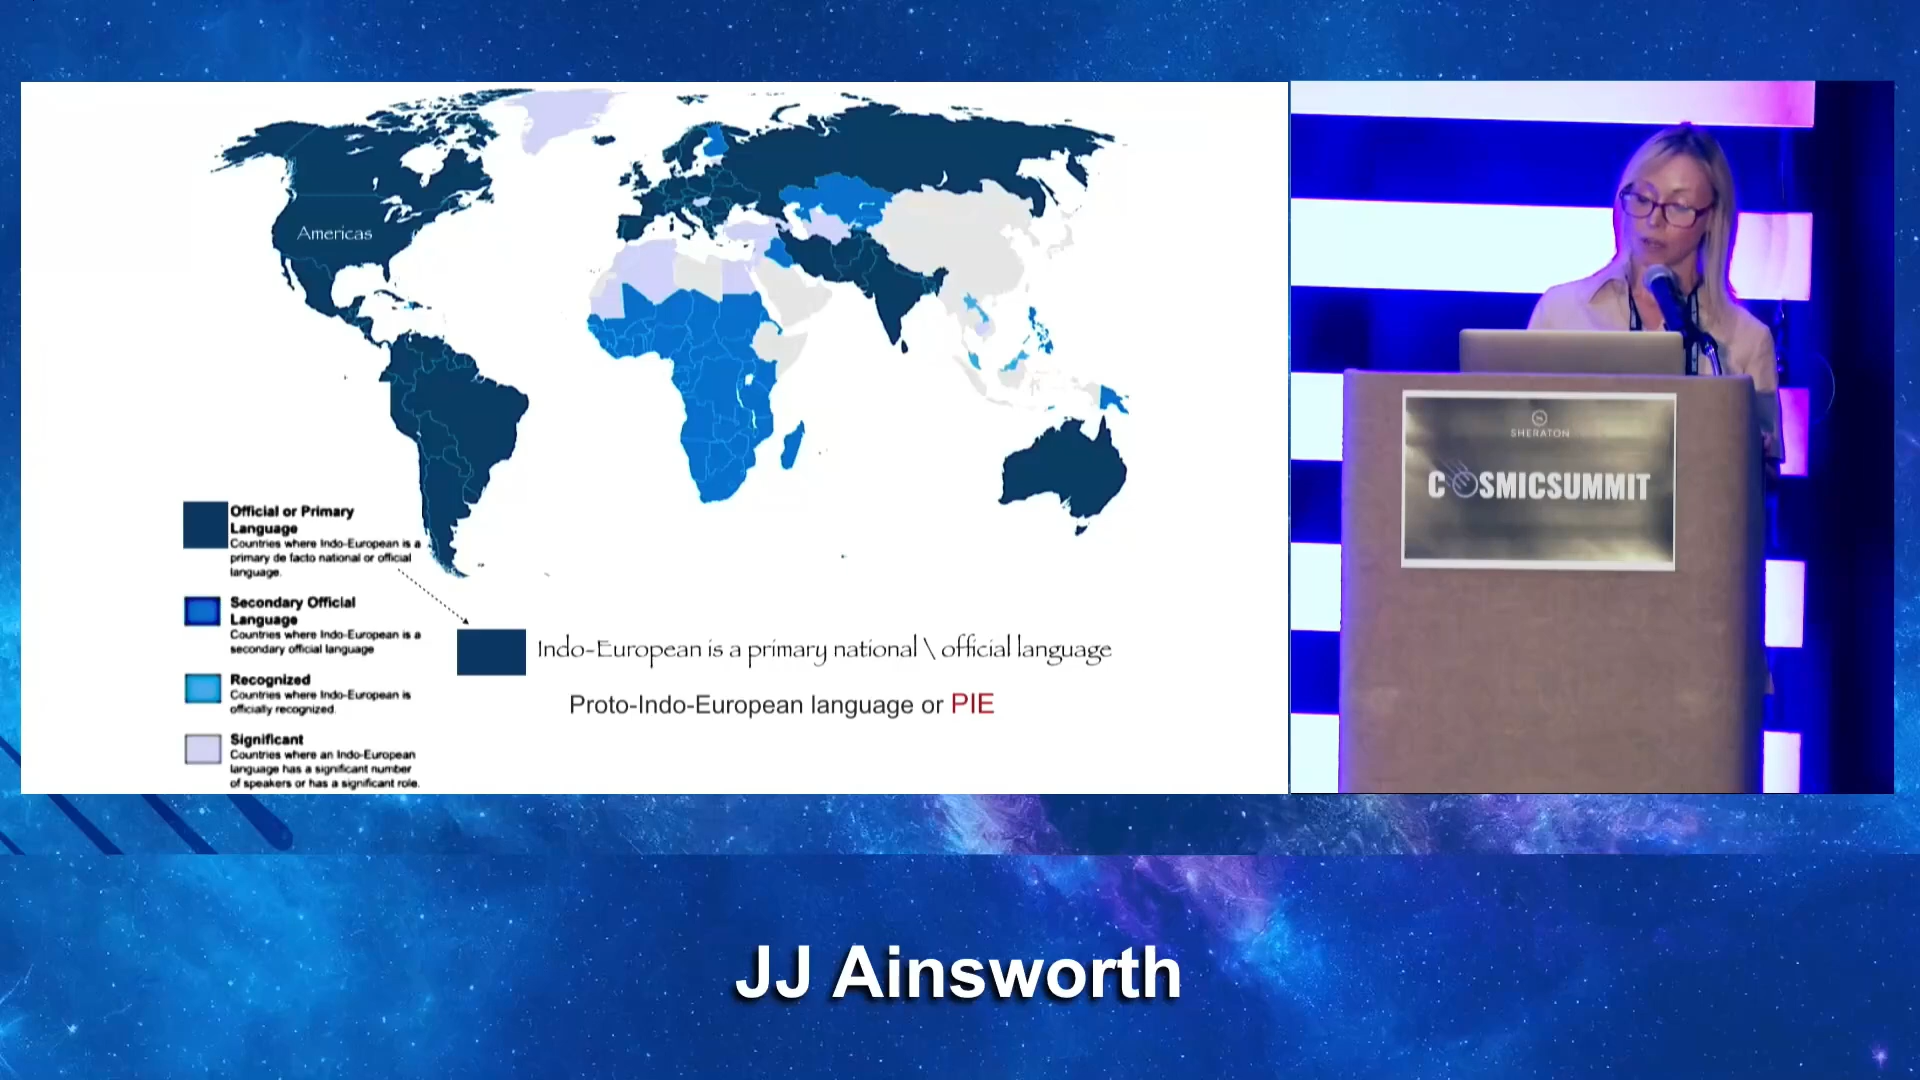 Americas
Official or Primary
Language
Countries where Indo-European is a
primary de facto national or official
language.
Secondary Official
Language
Countries where Indo-European is a
secondary official language
Recognized
Countries where Indo-European is
officially recognized.
Significant
Countries where an Indo-European
language has a significant number
of speakers or has a significant role.
Indo-European is a primary national \ official language
Proto-Indo-European language or PIE
SHERATON
COSMICSUMMIT
JJ Ainsworth